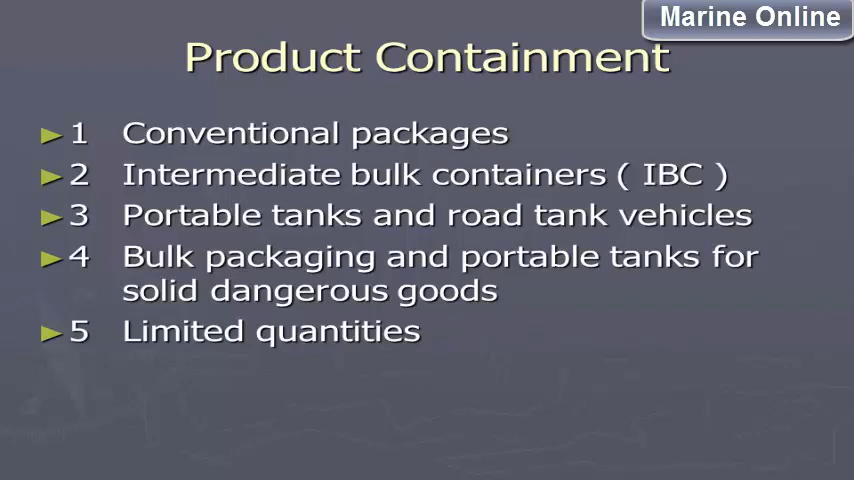 Marine Online
Product Containment
► 1 Conventional packages
► 2 Intermediate bulk containers ( IBC )
► 3 Portable tanks and road tank vehicles
► 4 Bulk packaging and portable tanks for
solid dangerous goods
► 5 Limited quantities